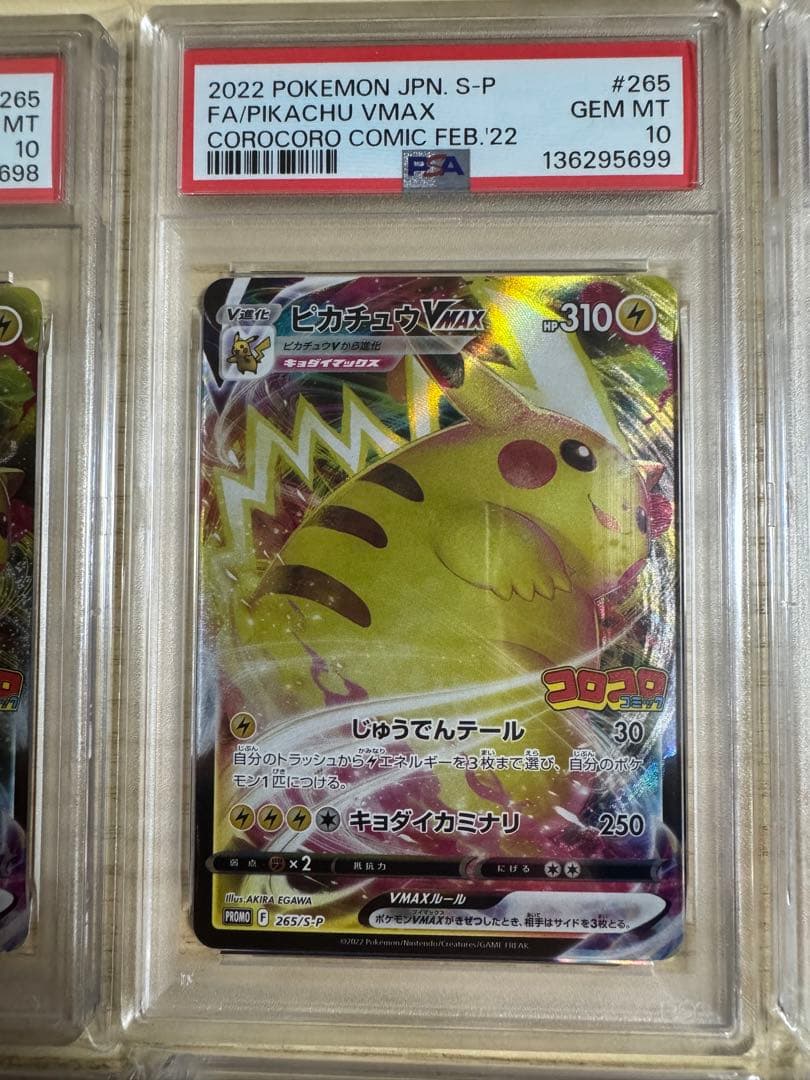 265
MT
10
698
2022 POKEMON JPN. S-P #265
FA/PIKACHU VMAX GEM MT
COROCORO COMIC FEB.'22 10
PSA 136295699
V進化 ピカチュウVMAX HP310
ピカチュウVから進化
キョダイマックス
コロコロ
コミック
じゅうでんテール 30
自分のトラッシュからエネルギーを3枚まで選び、自分のポケ
モン1匹につける。
キョダイカミナリ 250
弱点 ×2 抵抗力 にげる
Illus. AKIRA EGAWA
VMAXルール
PROMO F 265/S-P
ポケモンVMAXがきぜつしたとき、相手はサイドを3枚とる。
©2022 Pokémon/Nintendo/Creatures/GAME FREAK